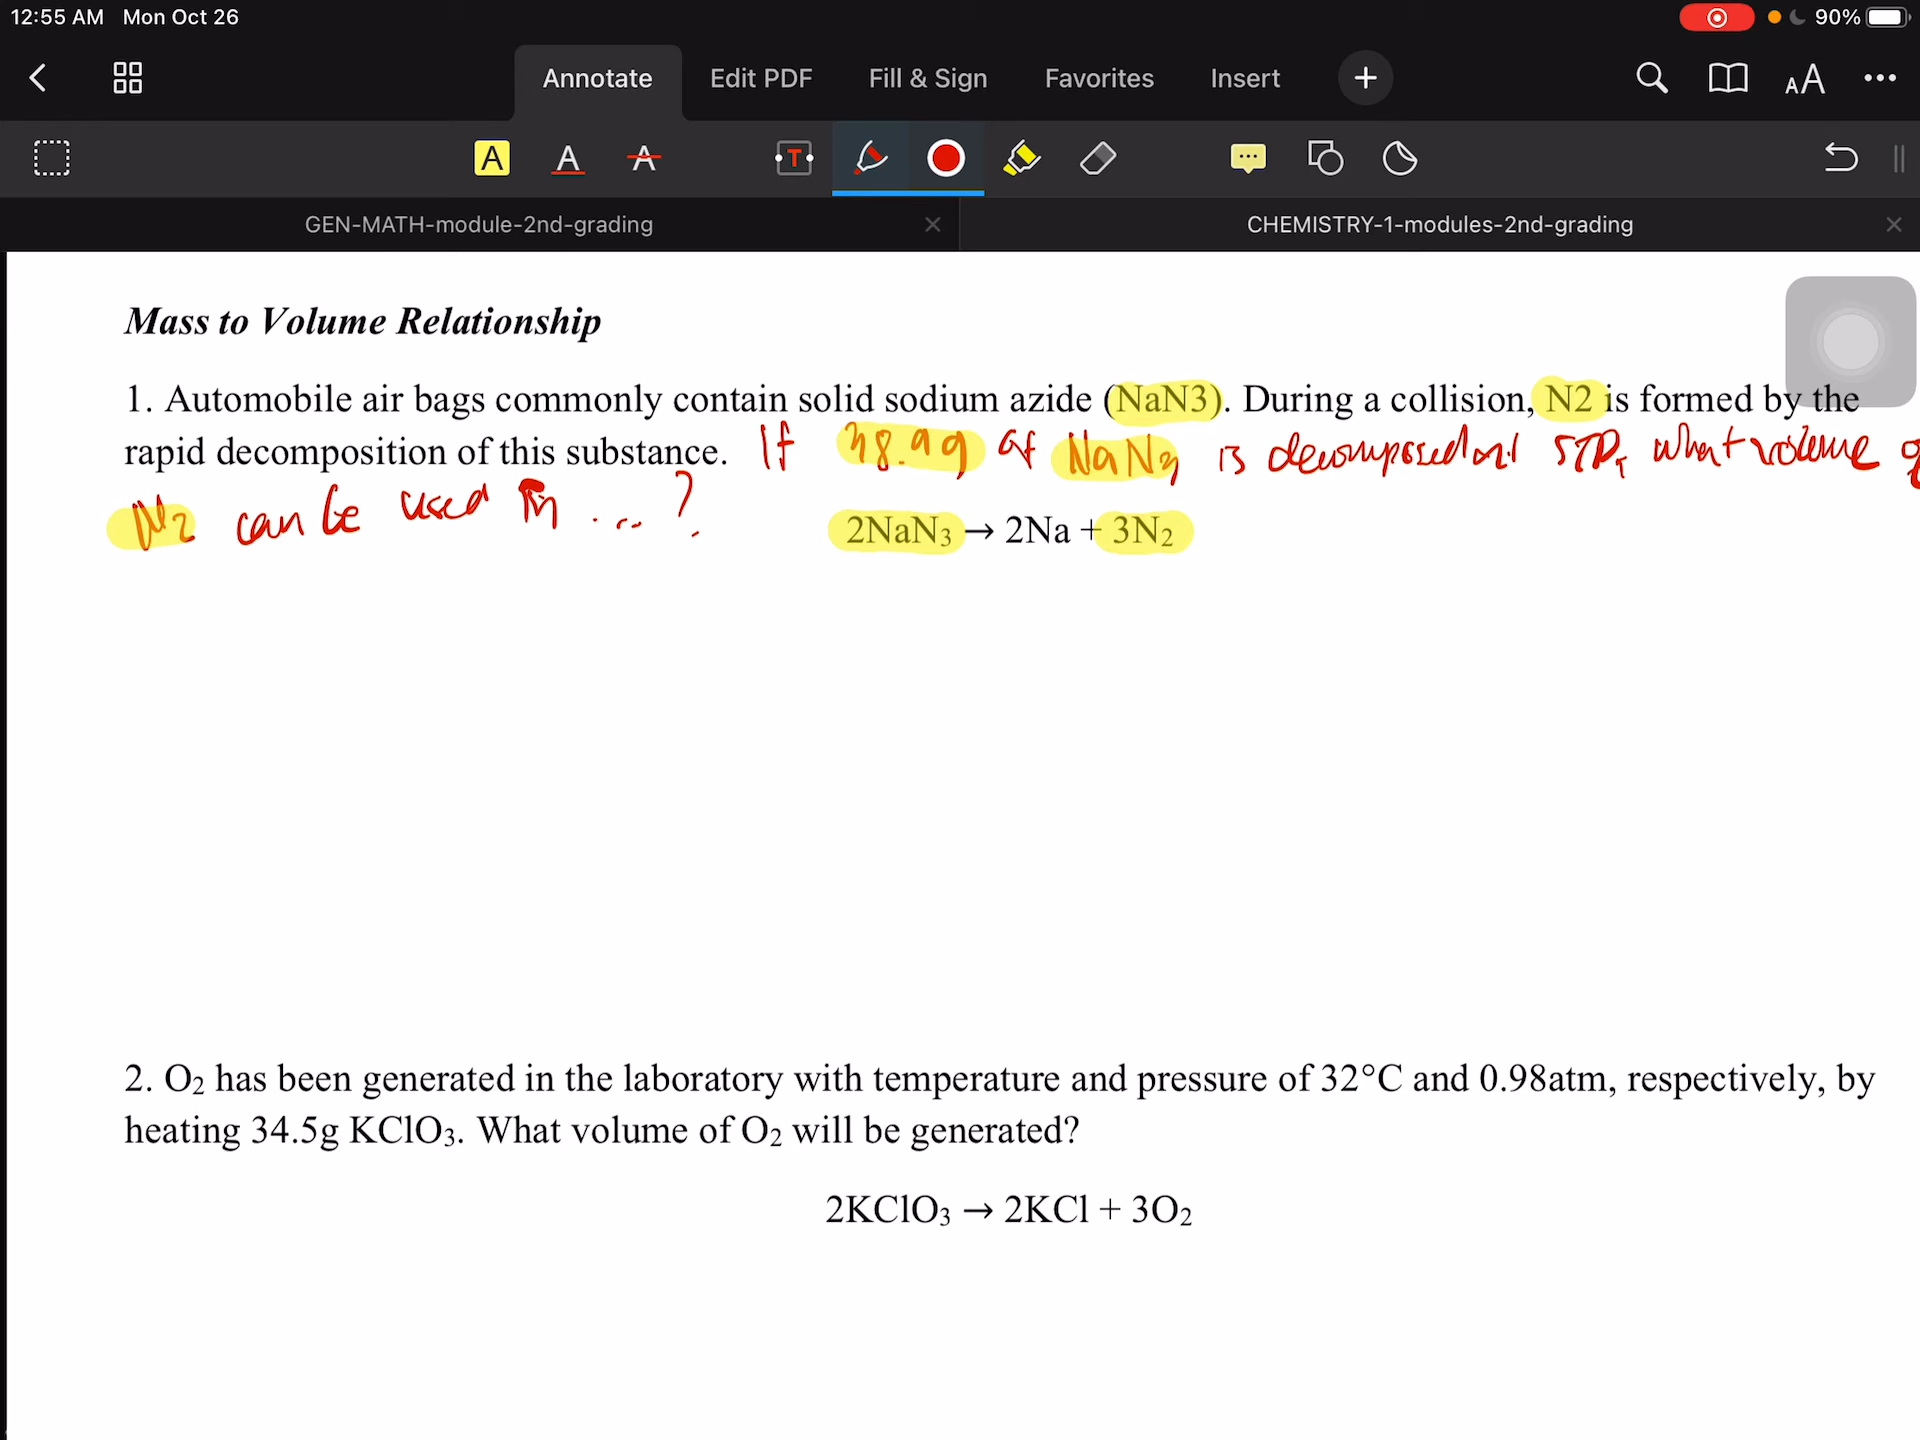 12:55 AM Mon Oct 26 90%
Annotate Edit PDF Fill & Sign Favorites Insert
GEN-MATH-module-2nd-grading CHEMISTRY-1-modules-2nd-grading
Mass to Volume Relationship
1. Automobile air bags commonly contain solid sodium azide (NaN3). During a collision, N2 is formed by the
rapid decomposition of this substance. If 38.9g of NaN3 is decomposed at STP, what volume of
N2 can be used in ... ?
2NaN₃ → 2Na + 3N₂
2. O₂ has been generated in the laboratory with temperature and pressure of 32°C and 0.98atm, respectively, by
heating 34.5g KClO₃. What volume of O₂ will be generated?
2KClO₃ → 2KCl + 3O₂